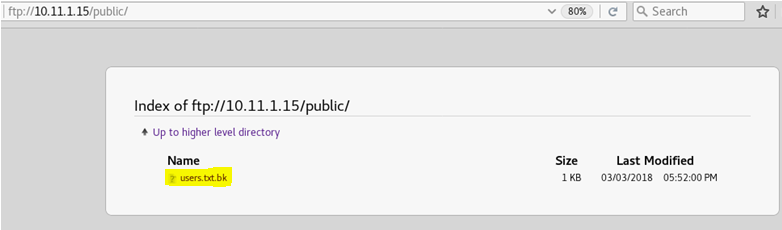 ftp://10.11.1.15/public/ 80% Search
Index of ftp://10.11.1.15/public/
Up to higher level directory
Name Size Last Modified
users.txt.bk 1 KB 03/03/2018 05:52:00 PM